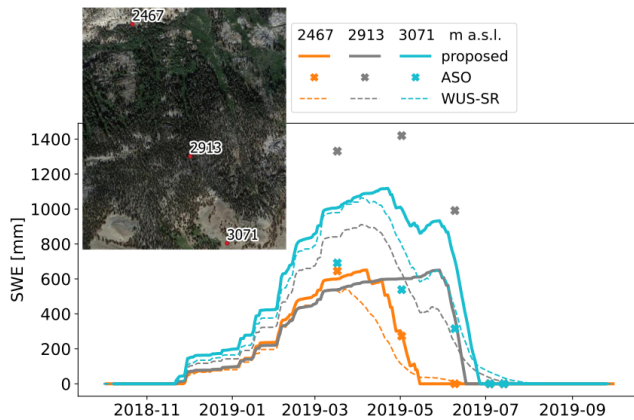 2467
2913
3071
2467 2913 3071 m a.s.l.
proposed
ASO
WUS-SR
SWE [mm]
1400
1200
1000
800
600
400
200
0
2018-11 2019-01 2019-03 2019-05 2019-07 2019-09